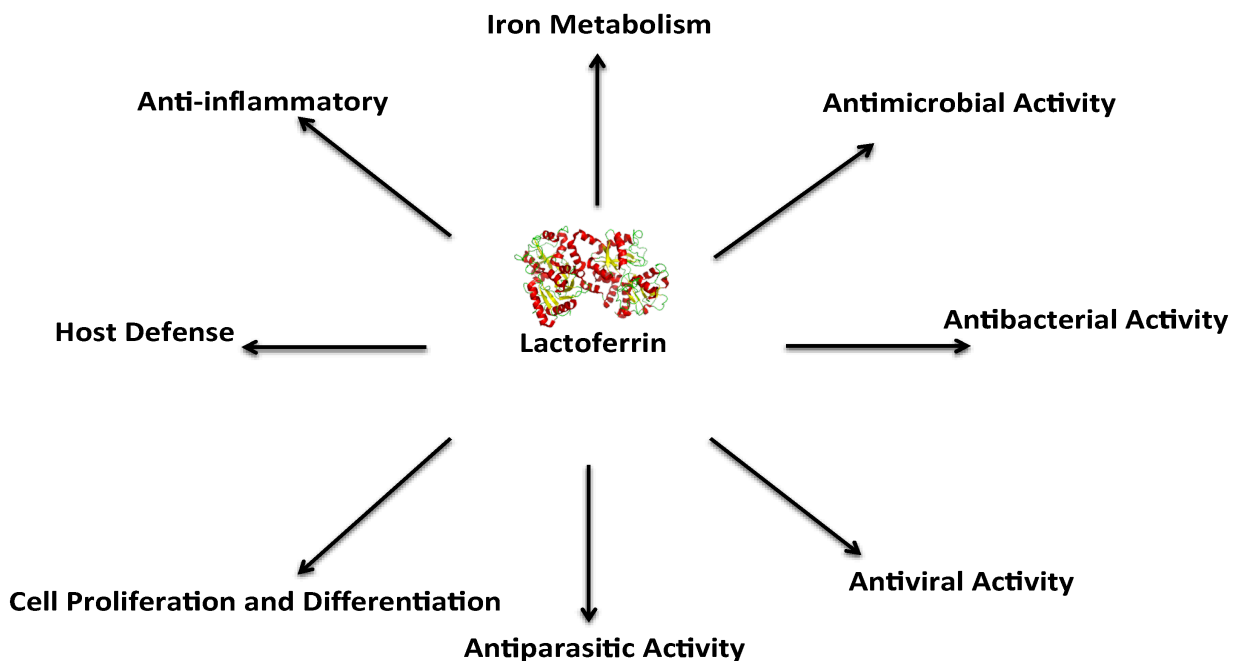 Iron Metabolism
Anti-inflammatory
Antimicrobial Activity
Host Defense
Lactoferrin
Antibacterial Activity
Cell Proliferation and Differentiation
Antiviral Activity
Antiparasitic Activity